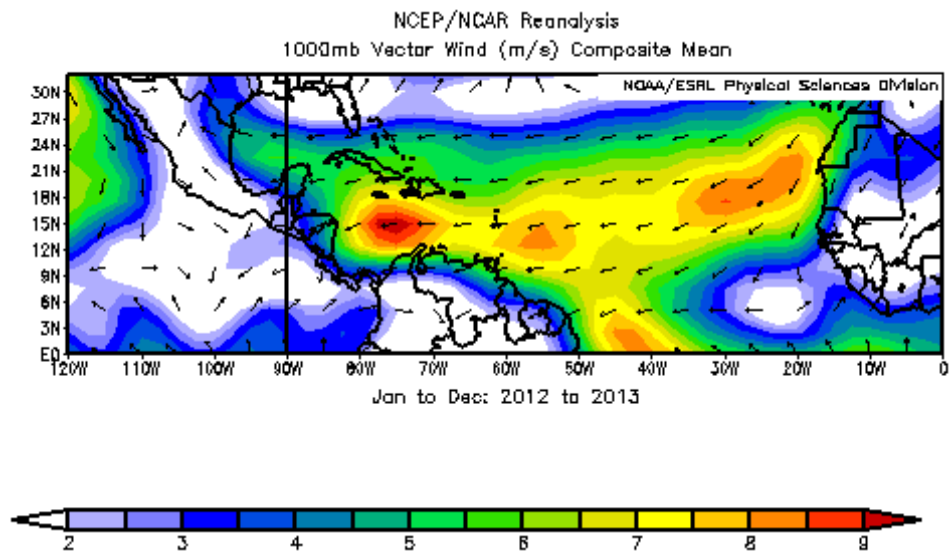 NCEP/NCAR Reanalysis
1000mb Vector Wind (m/s) Composite Mean
NOAA/ESRL Physical Sciences Division
30N
27N
24N
21N
18N
15N
12N
9N
6N
3N
EQ
120W 110W 100W 90W 80W 70W 60W 50W 40W 30W 20W 10W 0
Jan to Dec: 2012 to 2013
2 3 4 5 6 7 8 9